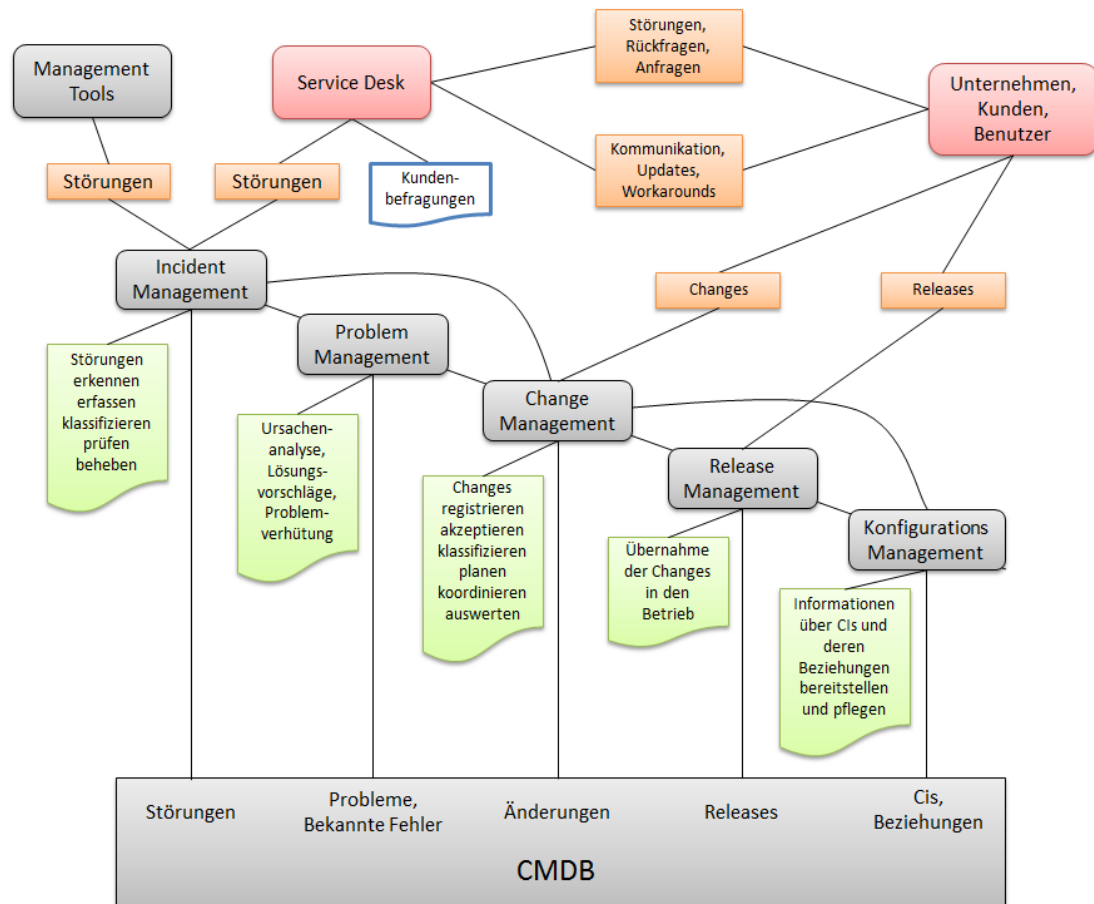 Management
Tools
Service Desk
Störungen,
Rückfragen,
Anfragen
Unternehmen,
Kunden,
Benutzer
Störungen
Störungen
Kunden-
befragungen
Kommunikation,
Updates,
Workarounds
Incident
Management
Changes
Releases
Problem
Management
Störungen
erkennen
erfassen
klassifizieren
prüfen
beheben
Change
Management
Ursachen-
analyse,
Lösungs-
vorschläge,
Problem-
verhütung
Release
Management
Changes
registrieren
akzeptieren
klassifizieren
planen
koordinieren
auswerten
Konfigurations
Management
Übernahme
der Changes
in den
Betrieb
Informationen
über CIs und
deren
Beziehungen
bereitstellen
und pflegen
Störungen
Probleme,
Bekannte Fehler
Änderungen
Releases
Cis,
Beziehungen
CMDB